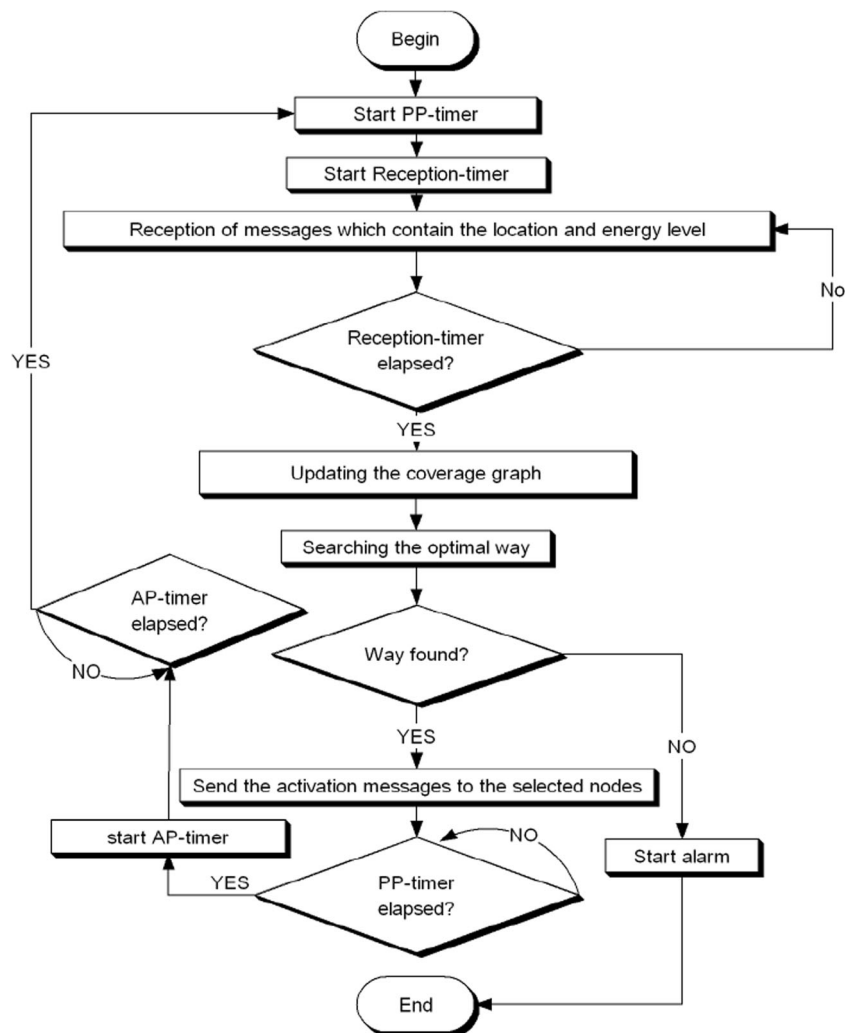 Begin
Start PP-timer
Start Reception-timer
Reception of messages which contain the location and energy level
No
Reception-timer
elapsed?
YES
YES
Updating the coverage graph
Searching the optimal way
AP-timer
elapsed?
NO
Way found?
YES
NO
Send the activation messages to the selected nodes
start AP-timer
NO
Start alarm
YES
PP-timer
elapsed?
End